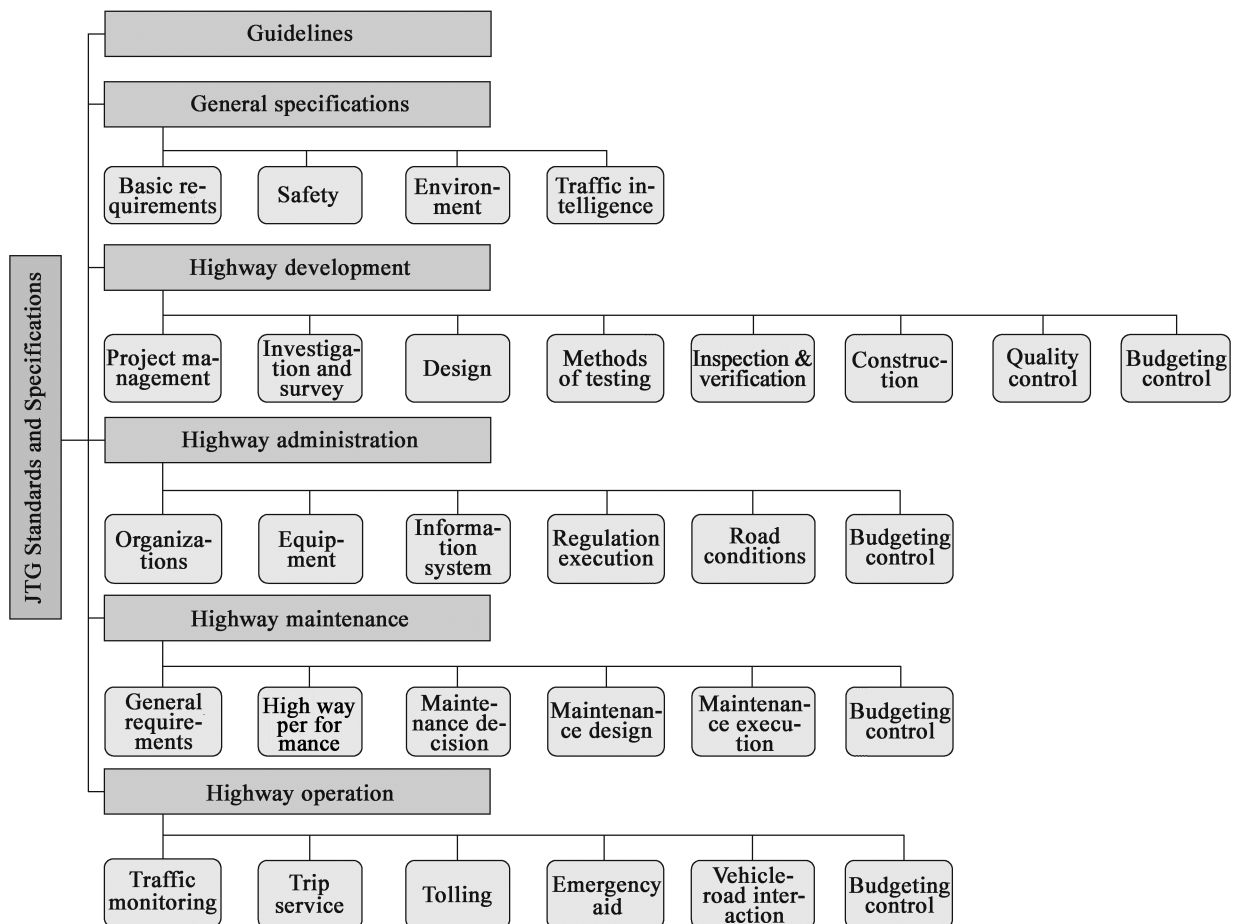 JTG Standards and Specifications
Guidelines
General specifications
Basic re-
quirements
Safety
Environ-
ment
Traffic in-
telligence
Highway development
Project ma-
nagement
Investiga-
tion and
survey
Design
Methods
of testing
Inspection &
verification
Construc-
tion
Quality
control
Budgeting
control
Highway administration
Organiza-
tions
Equip-
ment
Informa-
tion
system
Regulation
execution
Road
conditions
Budgeting
control
Highway maintenance
General
require-
ments
High way
per for
mance
Mainte-
nance de-
cision
Maintenan-
ce design
Maintenan-
ce execu-
tion
Budgeting
control
Highway operation
Traffic
monitoring
Trip
service
Tolling
Emergency
aid
Vehicle-
road inter-
action
Budgeting
control